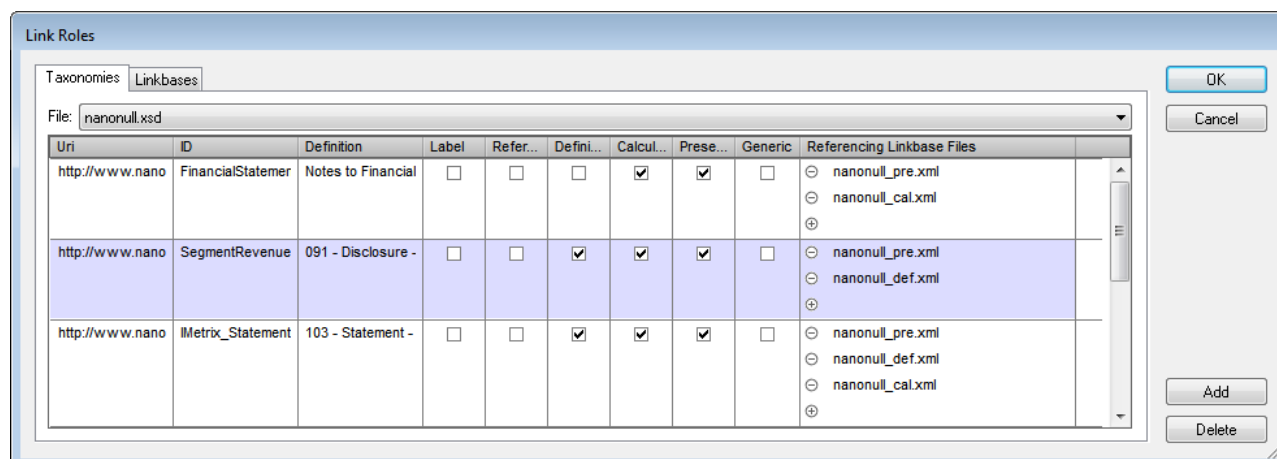 Link Roles
Taxonomies Linkbases
OK
File: nanonull.xsd
Cancel
Uri ID Definition Label Refer... Defini... Calcul... Prese... Generic Referencing Linkbase Files
http://www.nano FinancialStatemer Notes to Financial nanonull_pre.xml
nanonull_cal.xml
http://www.nano SegmentRevenue 091 - Disclosure - nanonull_pre.xml
nanonull_def.xml
http://www.nano IMetrix_Statement 103 - Statement - nanonull_pre.xml
nanonull_def.xml
nanonull_cal.xml
Add
Delete